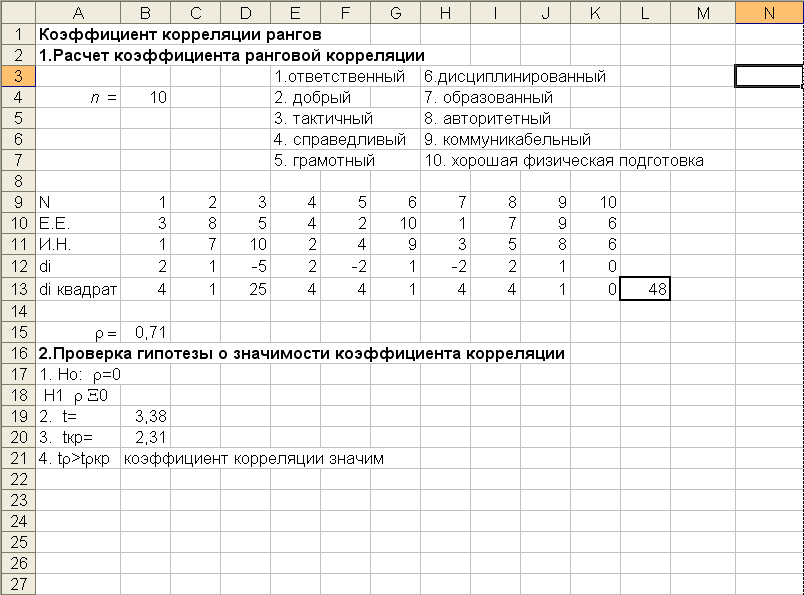 A B C D E F G H I J K L M N
1 Коэффициент корреляции рангов
2 1.Расчет коэффициента ранговой корреляции
3 1.ответственный 6.дисциплинированный
4 n = 10 2. добрый 7. образованный
5 3. тактичный 8. авторитетный
6 4. справедливый 9. коммуникабельный
7 5. грамотный 10. хорошая физическая подготовка
8
9 N 1 2 3 4 5 6 7 8 9 10
10 Е.Е. 3 8 5 4 2 10 1 7 9 6
11 И.Н. 1 7 10 2 4 9 3 5 8 6
12 di 2 1 -5 2 -2 1 -2 2 1 0
13 di квадрат 4 1 25 4 4 1 4 4 1 0 48
14
15 ρ = 0,71
16 2.Проверка гипотезы о значимости коэффициента корреляции
17 1. Но: ρ=0
18 Н1 ρ Ξ0
19 2. t= 3,38
20 3. tкр= 2,31
21 4. tρ>tρкр коэффициент корреляции значим
22
23
24
25
26
27